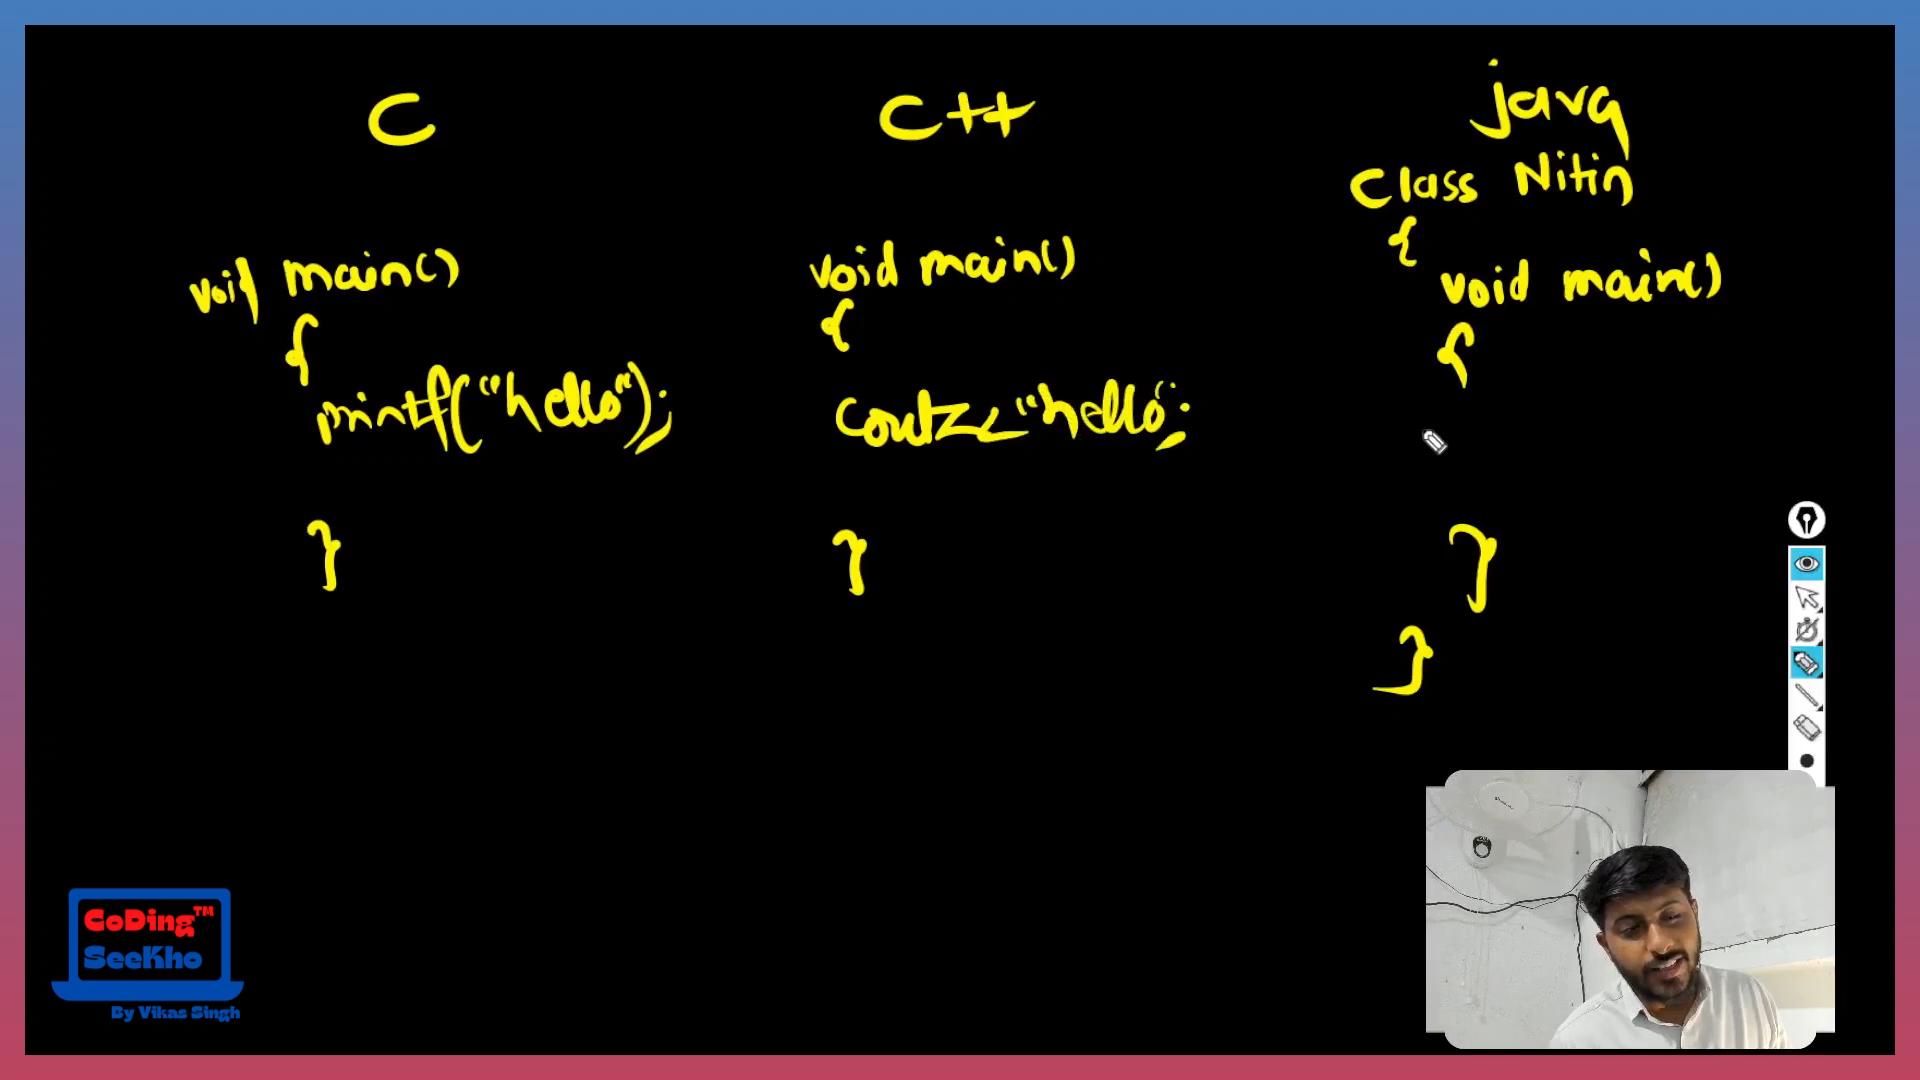 C
void main()
{
printf("hello");
}
C++
void main()
{
cout<<"hello";
}
java
class Nitin
{
void main()
{
}
}
CoDing™
SeeKho
By Vikas Singh